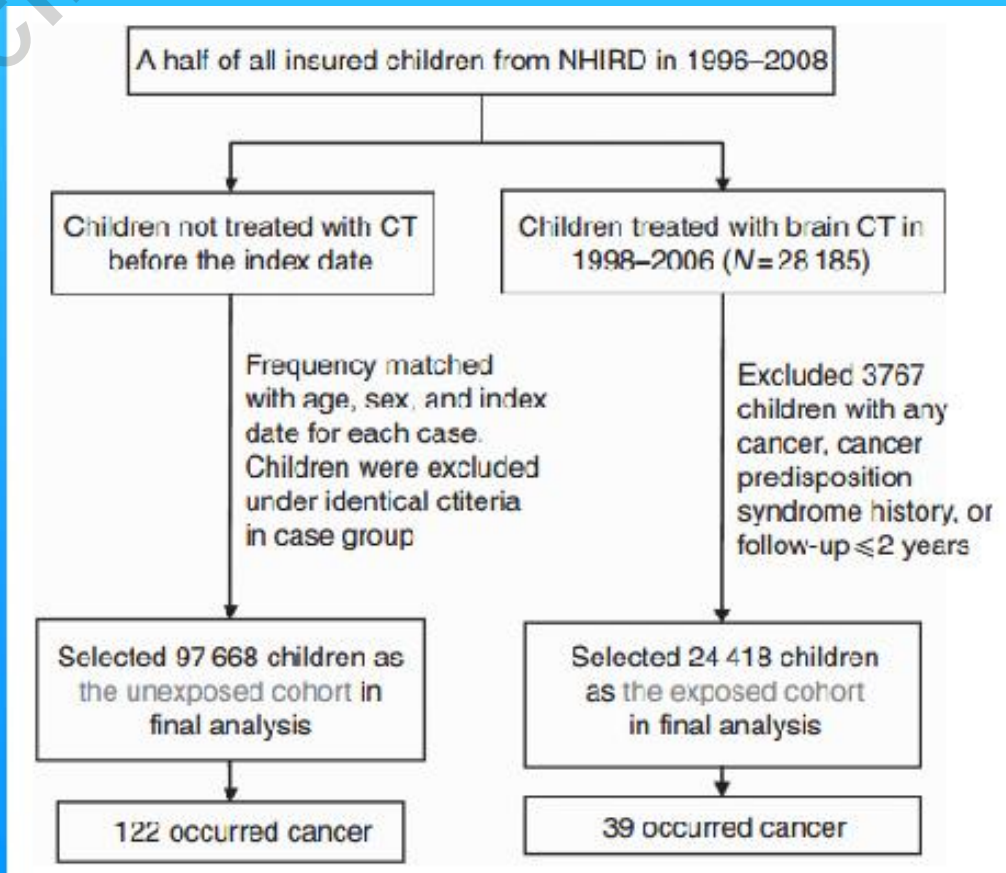 A half of all insured children from NHIRD in 1996–2008
Children not treated with CT
before the index date
Children treated with brain CT in
1998–2006 (N=28 185)
Frequency matched
with age, sex, and index
date for each case.
Children were excluded
under identical ctiteria
in case group
Excluded 3767
children with any
cancer, cancer
predisposition
syndrome history, or
follow-up ⩽2 years
Selected 97 668 children as
the unexposed cohort in
final analysis
Selected 24 418 children
as the exposed cohort
in final analysis
122 occurred cancer
39 occurred cancer